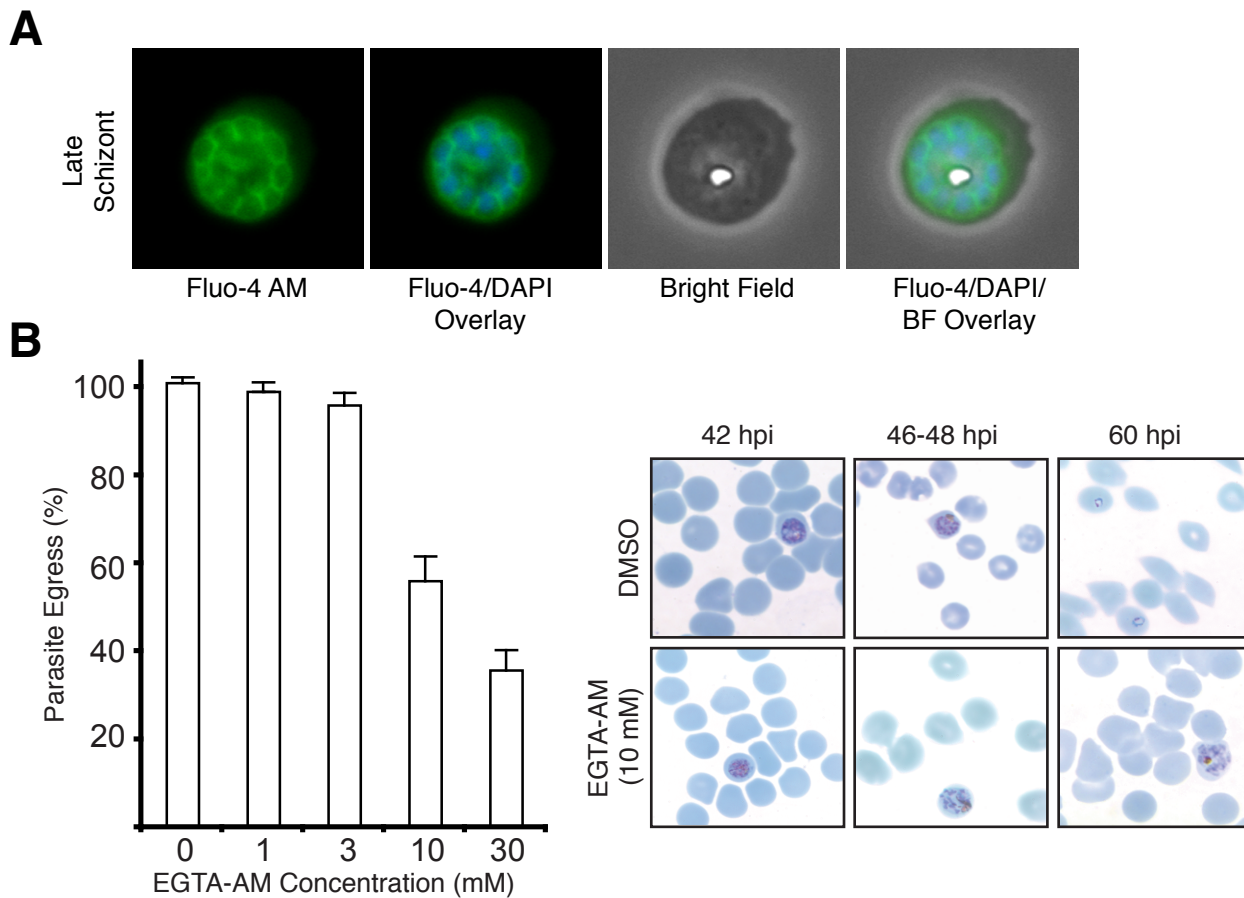 A
Late
Schizont
Fluo-4 AM
Fluo-4/DAPI
Overlay
Bright Field
Fluo-4/DAPI/
BF Overlay
B
Parasite Egress (%)
100
80
60
40
20
0 1 3 10 30
EGTA-AM Concentration (mM)
42 hpi 46-48 hpi 60 hpi
DMSO
EGTA-AM
(10 mM)